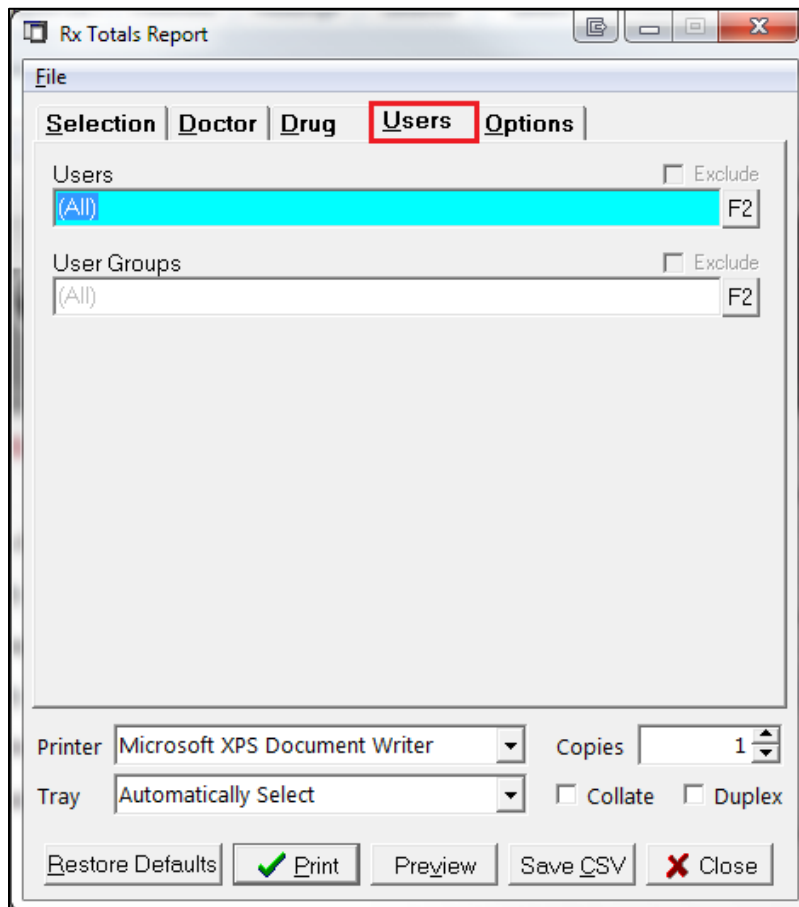 Rx Totals Report
File
Selection Doctor Drug Users Options
Users Exclude
(All) F2
User Groups Exclude
(All) F2
Printer Microsoft XPS Document Writer Copies 1
Tray Automatically Select Collate Duplex
Restore Defaults Print Preview Save CSV Close